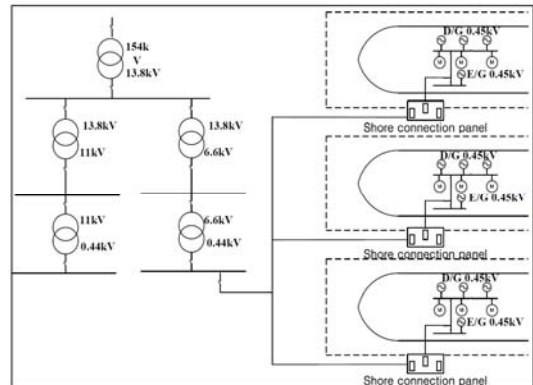 154k
V
13.8kV
13.8kV
11kV
13.8kV
6.6kV
11kV
0.44kV
6.6kV
0.44kV
D/G 0.45kV
M
M
M
E/G 0.45kV
Shore connection panel
D/G 0.45kV
M
M
M
E/G 0.45kV
Shore connection panel
D/G 0.45kV
M
M
M
E/G 0.45kV
Shore connection panel